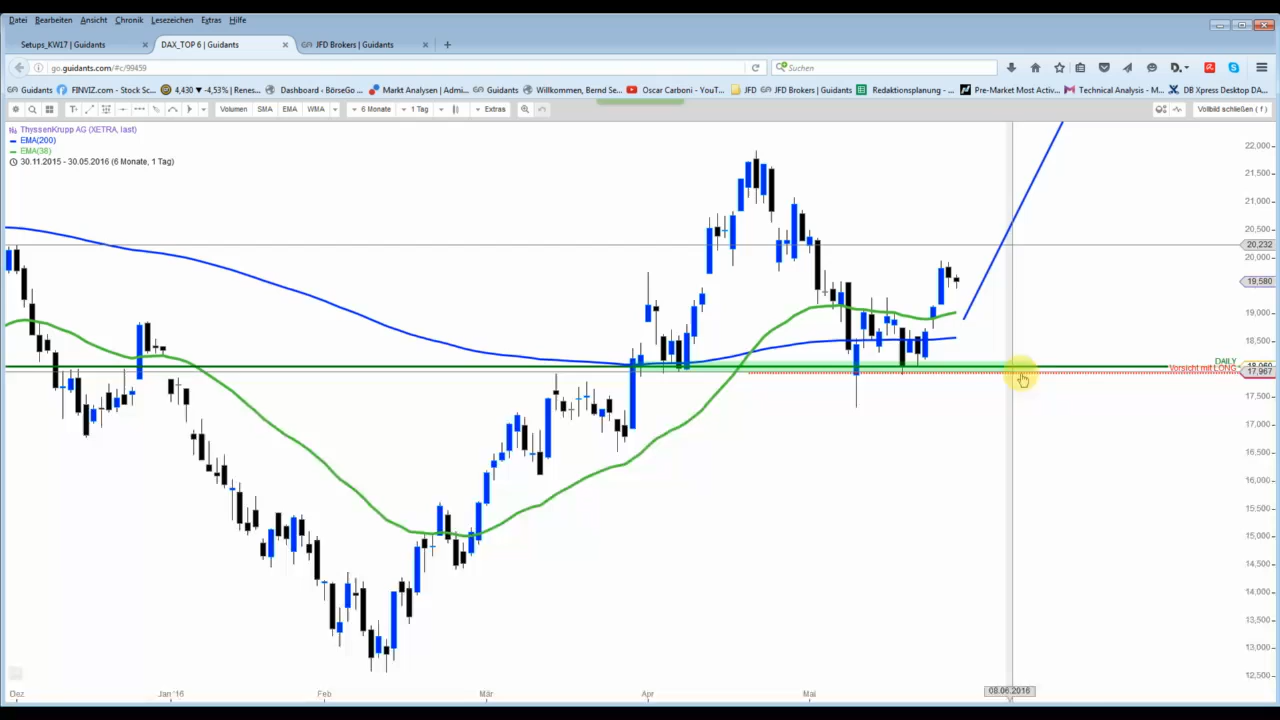 Datei Bearbeiten Ansicht Chronik Lesezeichen Extras Hilfe
Setups_KW17 | Guidants × DAX_TOP 6 | Guidants × JFD Brokers | Guidants × +
go.guidants.com/#c/99459 Suchen
Guidants FINVIZ.com - Stock Sc... 4,430 ▼ -4,53% | Renes... Dashboard - BörseGo ... Markt Analysen | Admi... Guidants Willkommen, Bernd Se... Oscar Carboni - YouT... JFD JFD Brokers | Guidants Redaktionsplanung - ... Pre-Market Most Activ... Technical Analysis - M... DB Xpress Desktop DA...
Volumen SMA EMA WMA 6 Monate 1 Tag Extras Vollbild schließen ( f )
ThyssenKrupp AG (XETRA, last)
EMA(200)
EMA(38)
30.11.2015 - 30.05.2016 (6 Monate, 1 Tag)
22,000
21,500
21,000
20,500
20,232
20,000
19,580
19,000
18,500
DAILY
Vorsicht mit LONG
17,967
17,500
17,000
16,500
16,000
15,500
15,000
14,500
14,000
13,500
13,000
12,500
Dez Jan '16 Feb Mär Apr Mai 08.06.2016